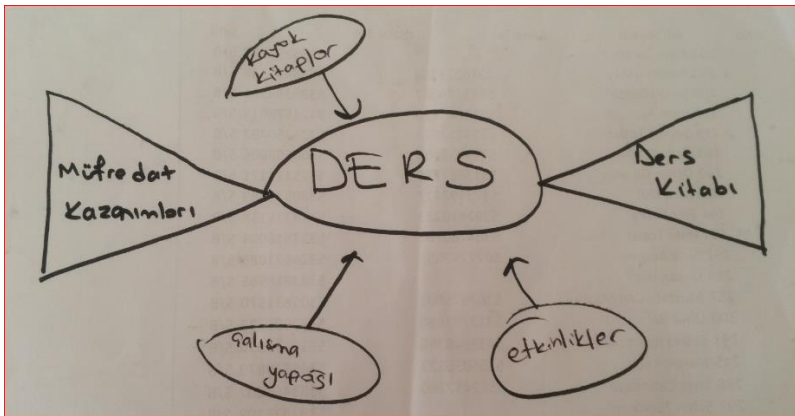 Kaynak
Kitaplar
DERS
Müfredat
Kazanımları
Ders
Kitabı
Çalışma
yaprağı
etkinlikler